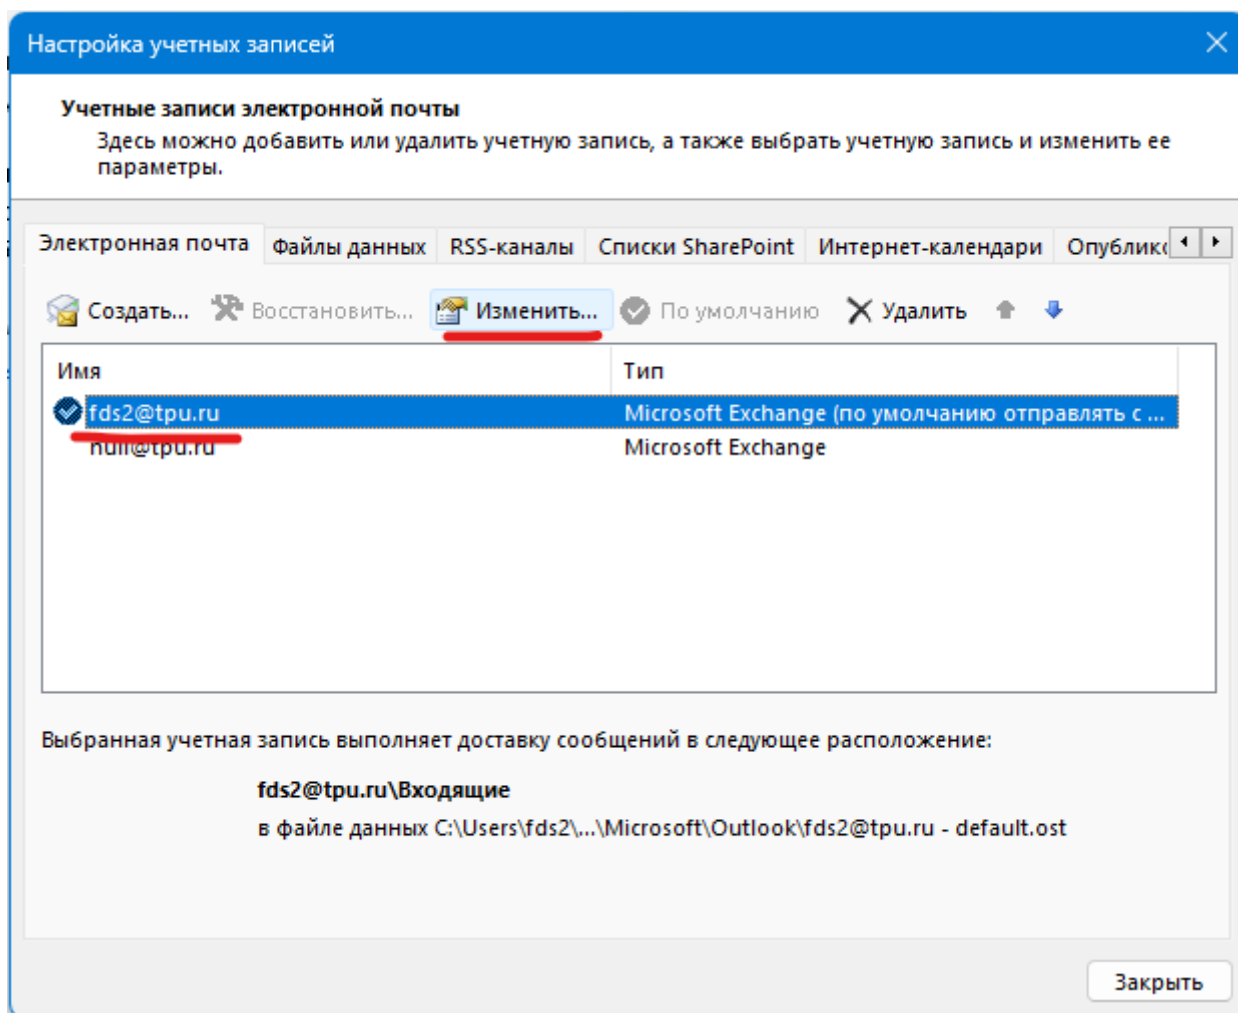 Настройка учетных записей
Учетные записи электронной почты
Здесь можно добавить или удалить учетную запись, а также выбрать учетную запись и изменить ее
параметры.
Электронная почта Файлы данных RSS-каналы Списки SharePoint Интернет-календари
Создать... Восстановить... Изменить... По умолчанию Удалить
Имя Тип
fds2@tpu.ru Microsoft Exchange (по умолчанию отправлять с ...
null@tpu.ru Microsoft Exchange
Выбранная учетная запись выполняет доставку сообщений в следующее расположение:
fds2@tpu.ru\Входящие
в файле данных C:\Users\fds2\...\Microsoft\Outlook\fds2@tpu.ru - default.ost
Закрыть